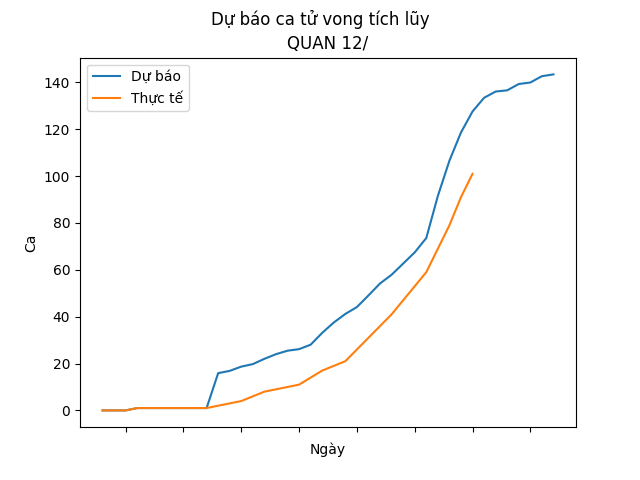 Dự báo ca tử vong tích lũy
QUAN 12/
Dự báo
Thực tế
140
120
100
80
60
40
20
0
Ca
Ngày